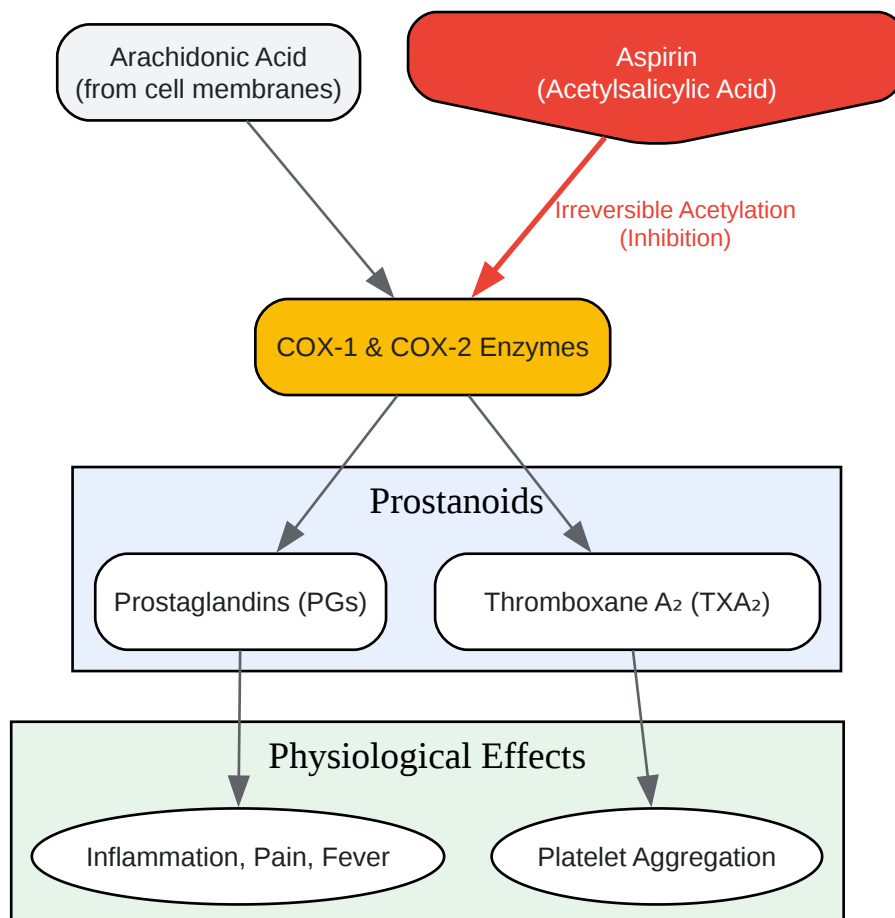 Arachidonic Acid
(from cell membranes)
Aspirin
(Acetylsalicylic Acid)
Irreversible Acetylation
(Inhibition)
COX-1 & COX-2 Enzymes
Prostanoids
Prostaglandins (PGs)
Thromboxane A₂ (TXA₂)
Physiological Effects
Inflammation, Pain, Fever
Platelet Aggregation